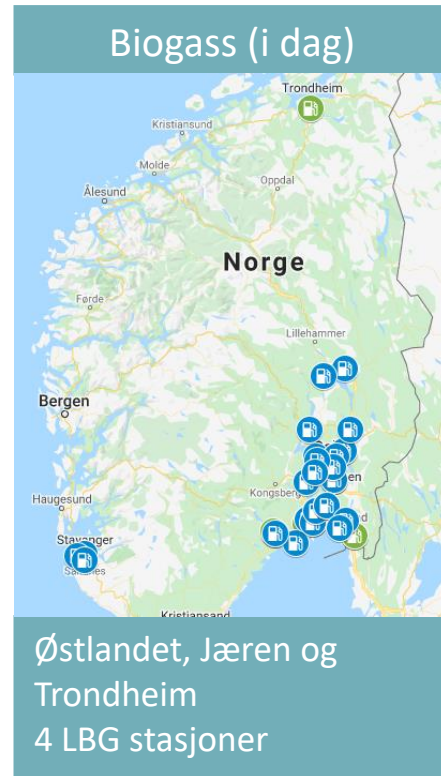 Biogass (i dag)
Trondheim
Kristiansund
Molde
Ålesund
Oppdal
Norge
Førde
Lillehammer
Bergen
Kongsberg
Haugesund
Stavanger
Kristiansand
Østlandet, Jæren og
Trondheim
4 LBG stasjoner